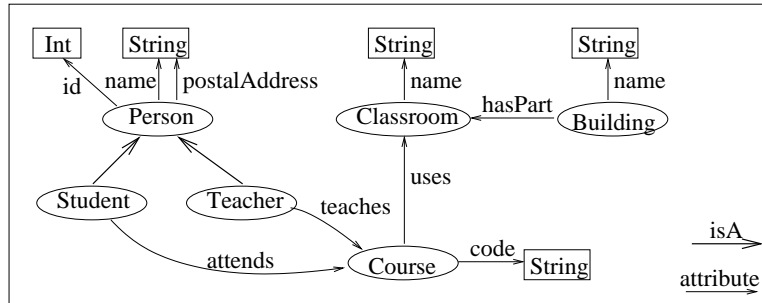 Int String String String
id name postalAddress name name
Person Classroom hasPart Building
uses
Student Teacher teaches
isA
attends Course code String
attribute